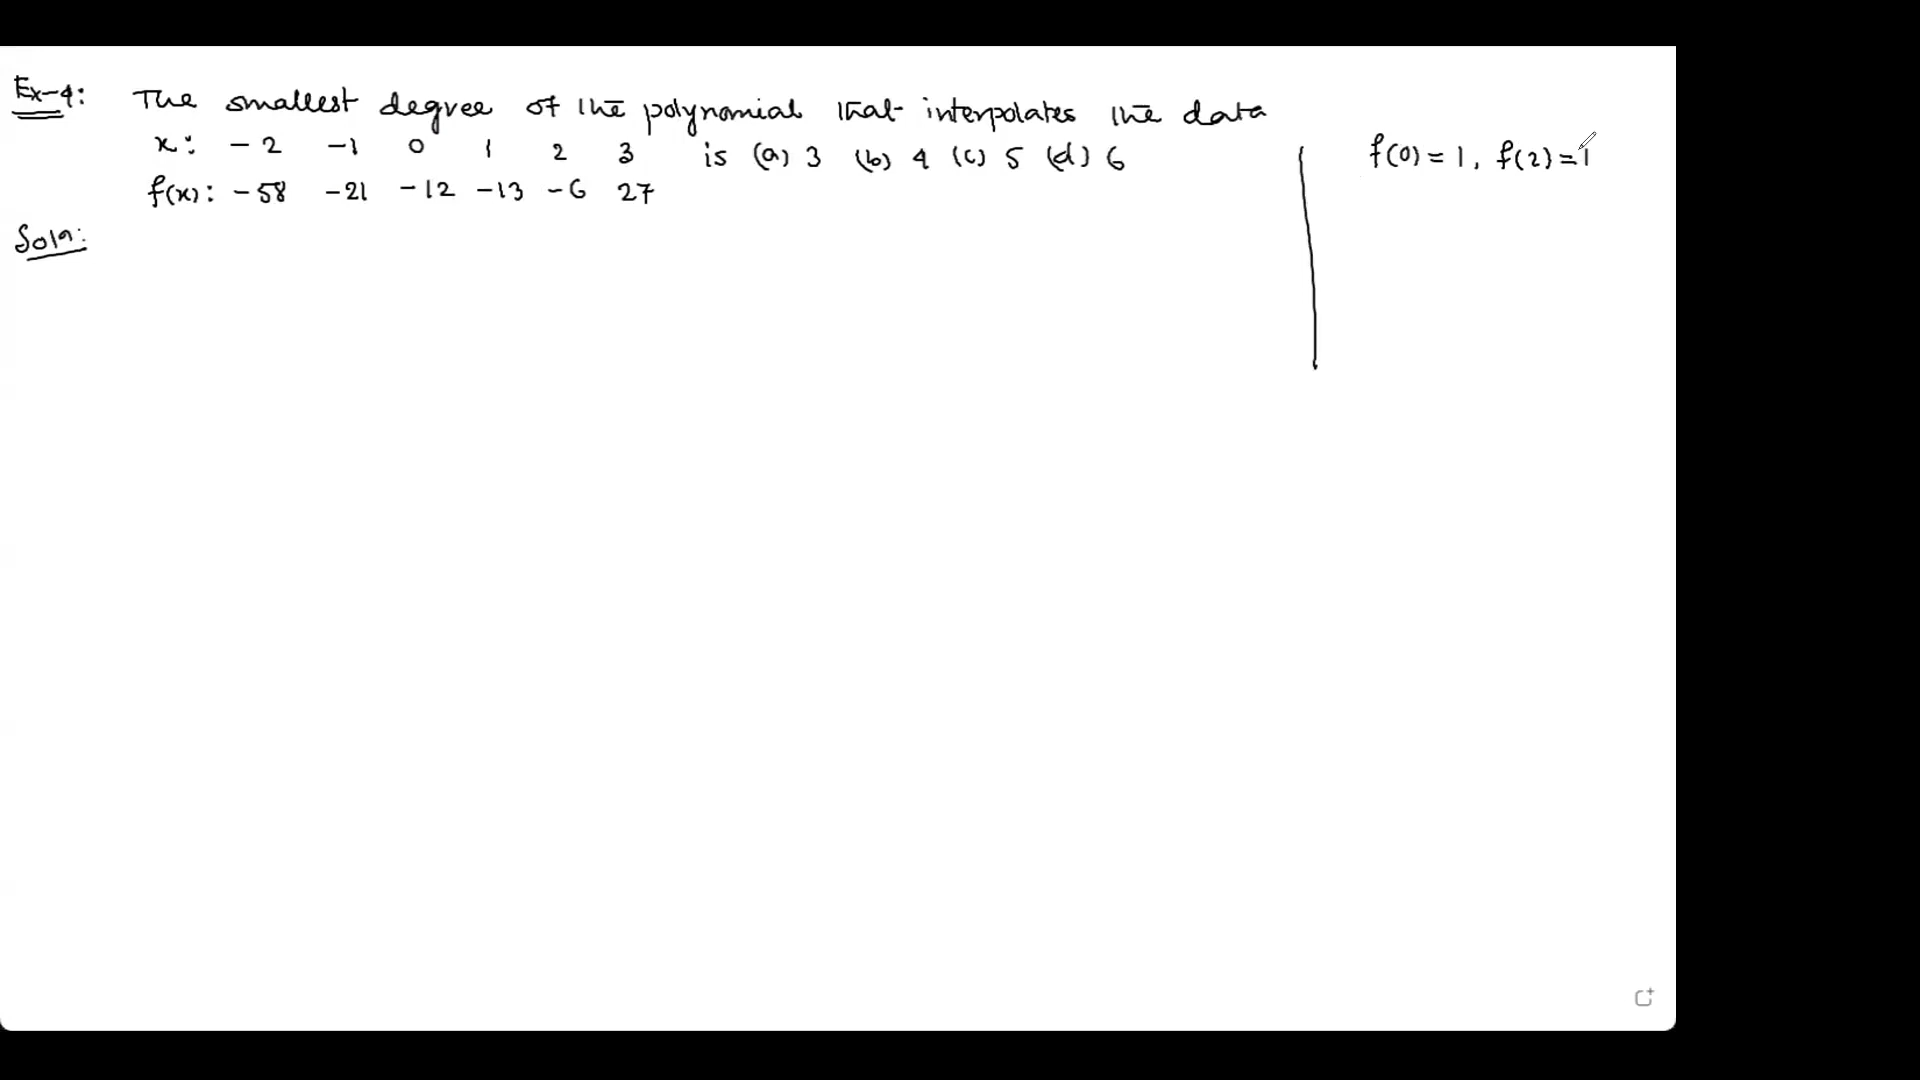 Ex-4: The smallest degree of the polynomial that interpolates the data
x: -2 -1 0 1 2 3 is (a) 3 (b) 4 (c) 5 (d) 6
f(x): -58 -21 -12 -13 -6 27
Soln:
f(0) = 1, f(2) = 1